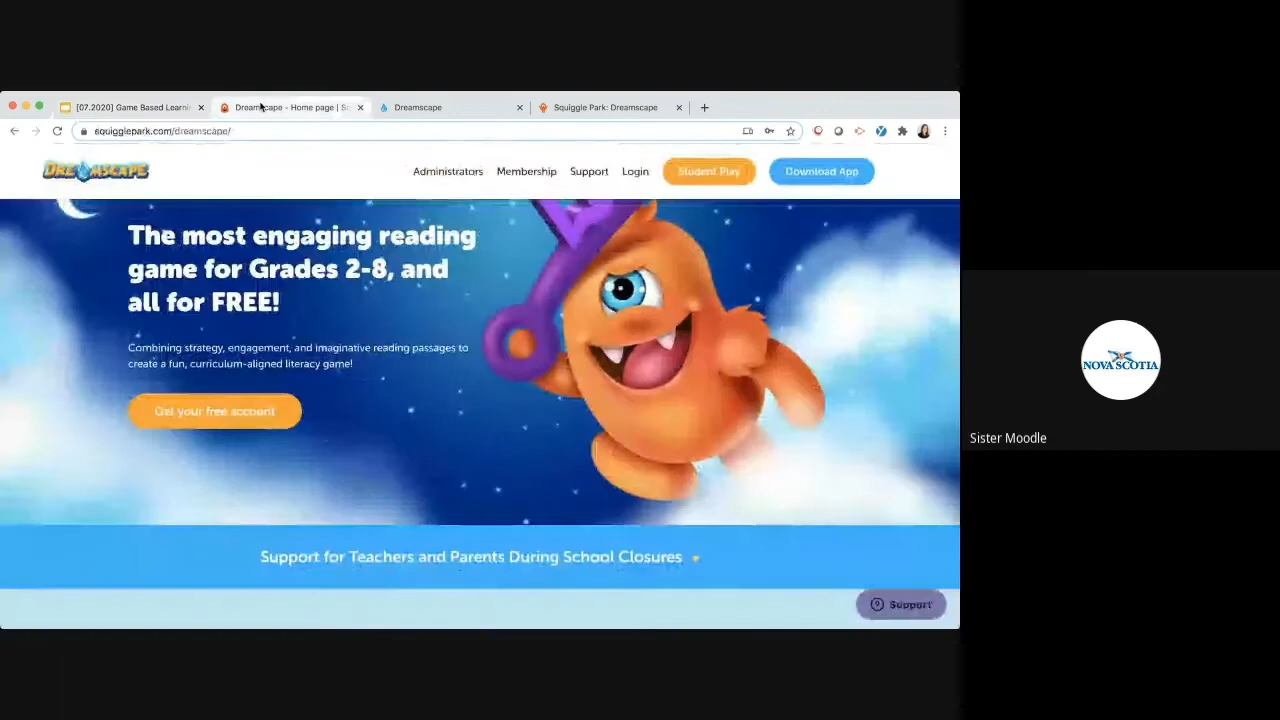 [07.2020] Game Based Learni
Dreamscape - Home page | Sc
Dreamscape
Squiggle Park: Dreamscape
squigglepark.com/dreamscape/
DREAMSCAPE
Administrators
Membership
Support
Login
Student Play
Download App
The most engaging reading
game for Grades 2-8, and
all for FREE!
Combining strategy, engagement, and imaginative reading passages to
create a fun, curriculum-aligned literacy game!
Get your free account
Support for Teachers and Parents During School Closures
Support
NOVA SCOTIA
Sister Moodle